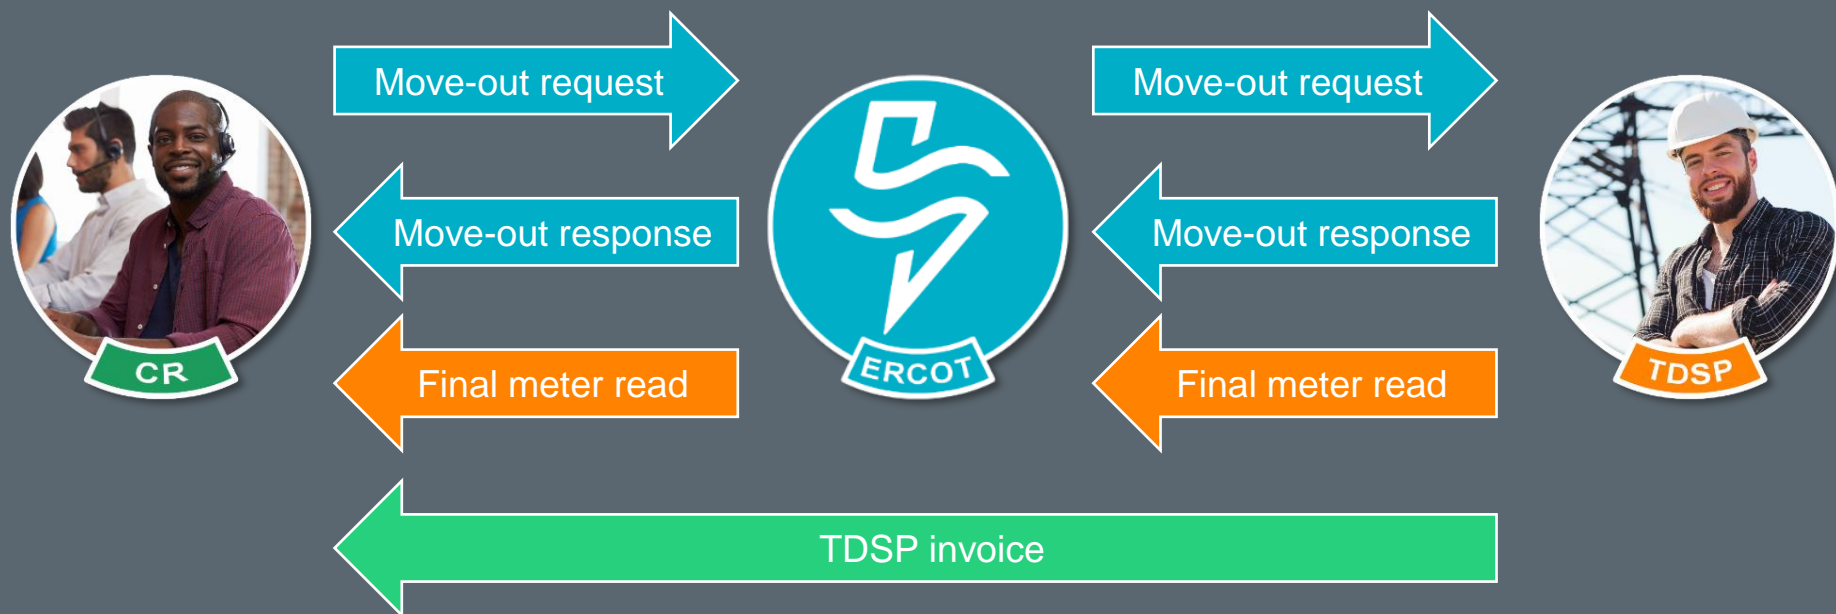 Move-out request
Move-out request
Move-out response
Move-out response
CR
ERCOT
TDSP
Final meter read
Final meter read
TDSP invoice